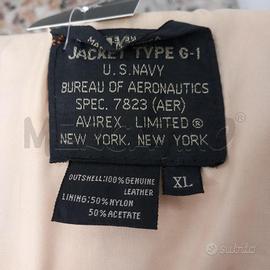 JACKET TYPE G-1
U.S. NAVY
BUREAU OF AERONAUTICS
SPEC. 7823 (AER)
AVIREX LIMITED®
NEW YORK, NEW YORK.
OUTSHELL:100% GENUINE
LEATHER
LINING:50% NYLON
50% ACETATE
XL
subito